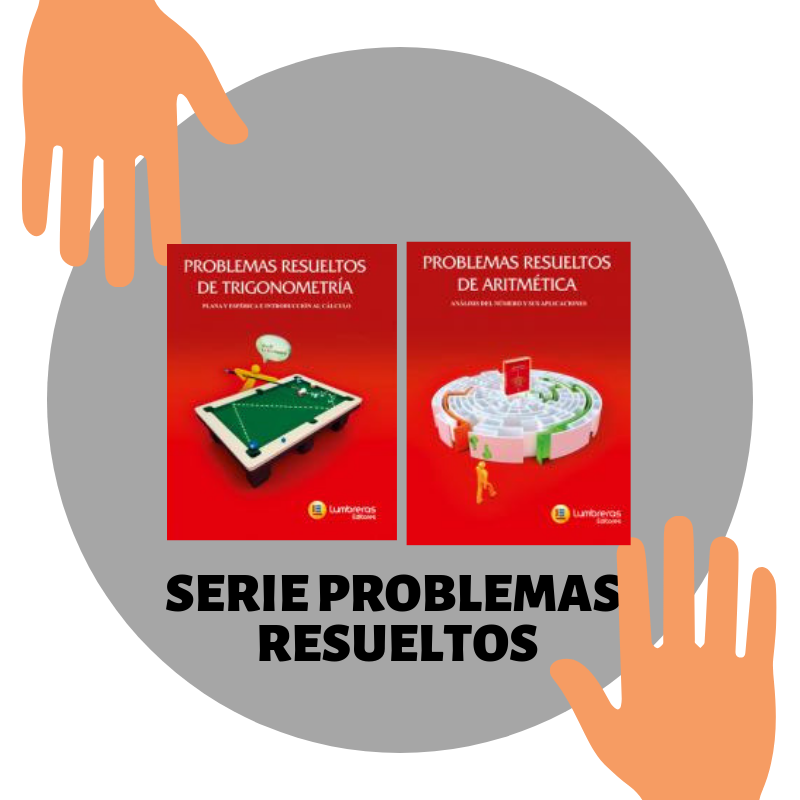 PROBLEMAS RESUELTOS
DE TRIGONOMETRÍA
PLANA Y ESFÉRICA E INTRODUCCIÓN AL CÁLCULO
Lumbreras
Editores
PROBLEMAS RESUELTOS
DE ARITMÉTICA
ANÁLISIS DEL NÚMERO Y SUS APLICACIONES
Lumbreras
Editores
SERIE PROBLEMAS
RESUELTOS